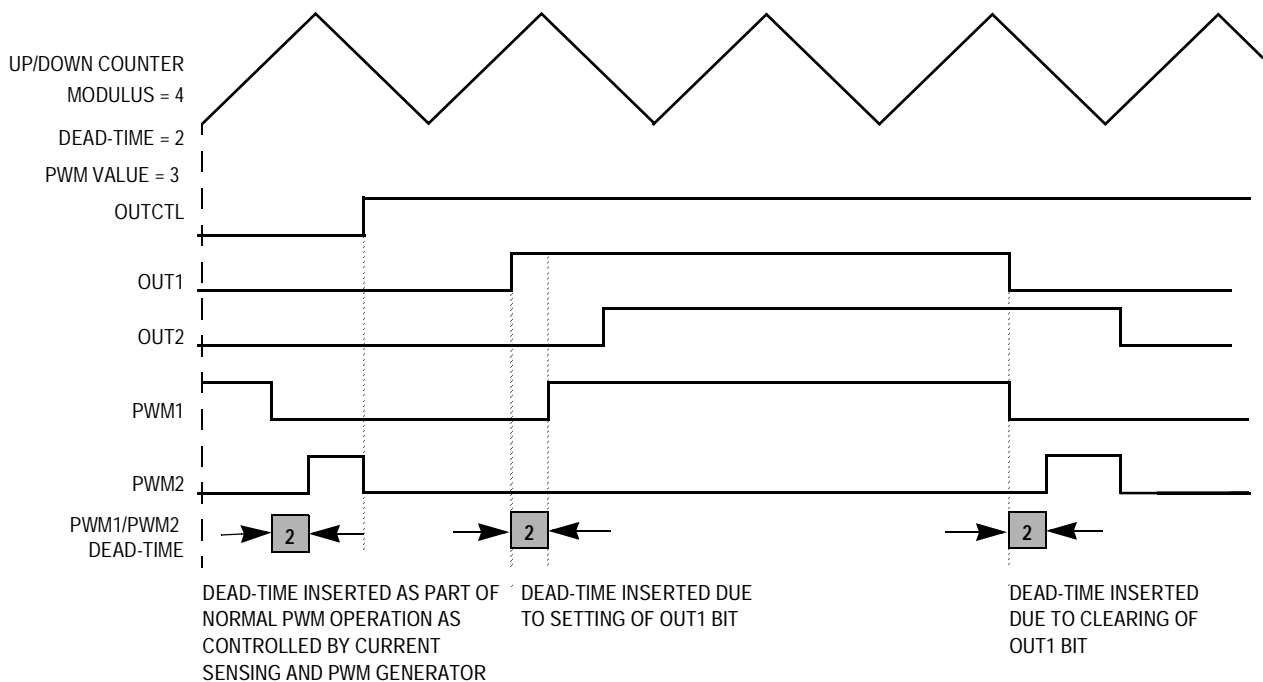 UP/DOWN COUNTER
MODULUS = 4
DEAD-TIME = 2
PWM VALUE = 3
OUTCTL
OUT1
OUT2
PWM1
PWM2
PWM1/PWM2
DEAD-TIME
2
2
2
DEAD-TIME INSERTED AS PART OF
NORMAL PWM OPERATION AS
CONTROLLED BY CURRENT
SENSING AND PWM GENERATOR
DEAD-TIME INSERTED DUE
TO SETTING OF OUT1 BIT
DEAD-TIME INSERTED
DUE TO CLEARING OF
OUT1 BIT